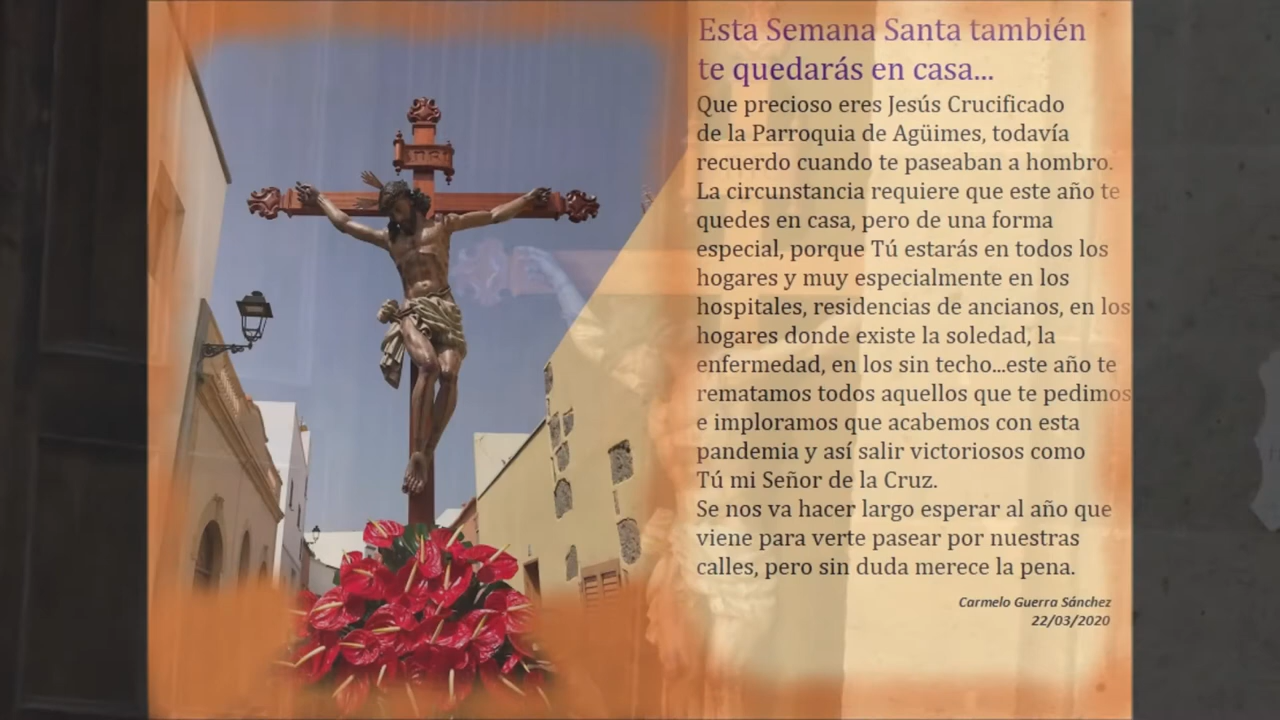 Esta Semana Santa también
te quedarás en casa...
Que precioso eres Jesús Crucificado
de la Parroquia de Agüimes, todavía
recuerdo cuando te paseaban a hombro.
La circunstancia requiere que este año te
quedes en casa, pero de una forma
especial, porque Tú estarás en todos los
hogares y muy especialmente en los
hospitales, residencias de ancianos, en los
hogares donde existe la soledad, la
enfermedad, en los sin techo...este año te
rematamos todos aquellos que te pedimos
e imploramos que acabemos con esta
pandemia y así salir victoriosos como
Tú mi Señor de la Cruz.
Se nos va hacer largo esperar al año que
viene para verte pasear por nuestras
calles, pero sin duda merece la pena.
Carmelo Guerra Sánchez
22/03/2020